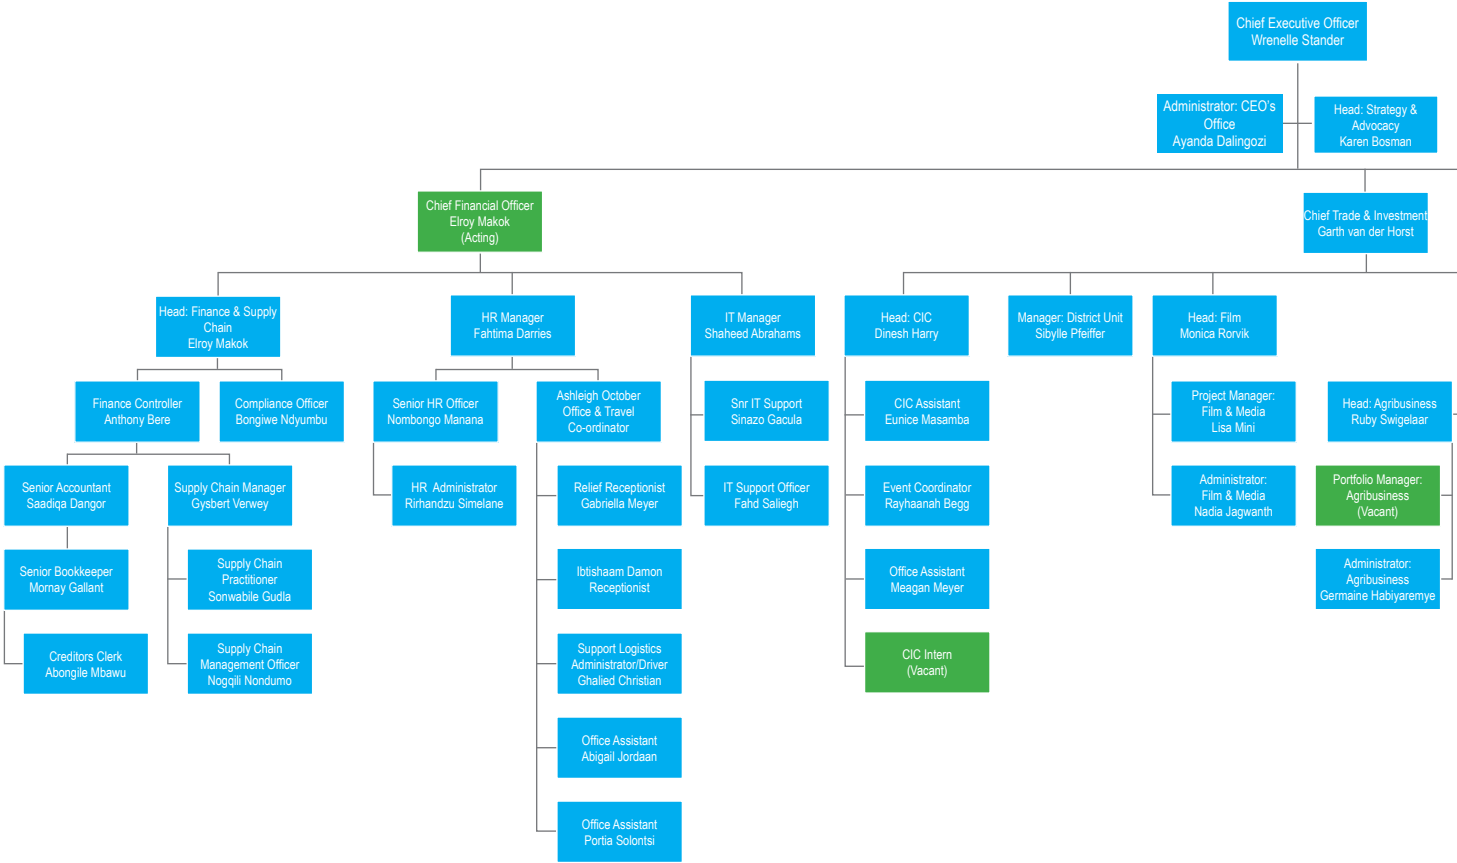 Chief Executive Officer
Wrenelle Stander
Administrator: CEO's
Office
Ayanda Dalingozi
Head: Strategy &
Advocacy
Karen Bosman
Chief Financial Officer
Elroy Makok
(Acting)
Chief Trade & Investment
Garth van der Horst
Head: Finance & Supply
Chain
Elroy Makok
HR Manager
Fahtima Darries
IT Manager
Shaheed Abrahams
Head: CIC
Dinesh Harry
Manager: District Unit
Sibylle Pfeiffer
Head: Film
Monica Rorvik
Finance Controller
Anthony Bere
Compliance Officer
Bongiwe Ndyumbu
Senior HR Officer
Nombongo Manana
Ashleigh October
Office & Travel
Co-ordinator
Snr IT Support
Sinazo Gacula
CIC Assistant
Eunice Masamba
Project Manager:
Film & Media
Lisa Mini
Head: Agribusiness
Ruby Swigelaar
Senior Accountant
Saadiqa Dangor
Supply Chain Manager
Gysbert Verwey
HR  Administrator
Rirhandzu Simelane
Relief Receptionist
Gabriella Meyer
IT Support Officer
Fahd Saliegh
Event Coordinator
Rayhaanah Begg
Administrator:
Film & Media
Nadia Jagwanth
Portfolio Manager:
Agribusiness
(Vacant)
Senior Bookkeeper
Mornay Gallant
Supply Chain
Practitioner
Sonwabile Gudla
Ibtishaam Damon
Receptionist
Office Assistant
Meagan Meyer
Administrator:
Agribusiness
Germaine Habiyaremye
Creditors Clerk
Abongile Mbawu
Supply Chain
Management Officer
Nogqili Nondumo
Support Logistics
Administrator/Driver
Ghalied Christian
CIC Intern
(Vacant)
Office Assistant
Abigail Jordaan
Office Assistant
Portia Solontsi